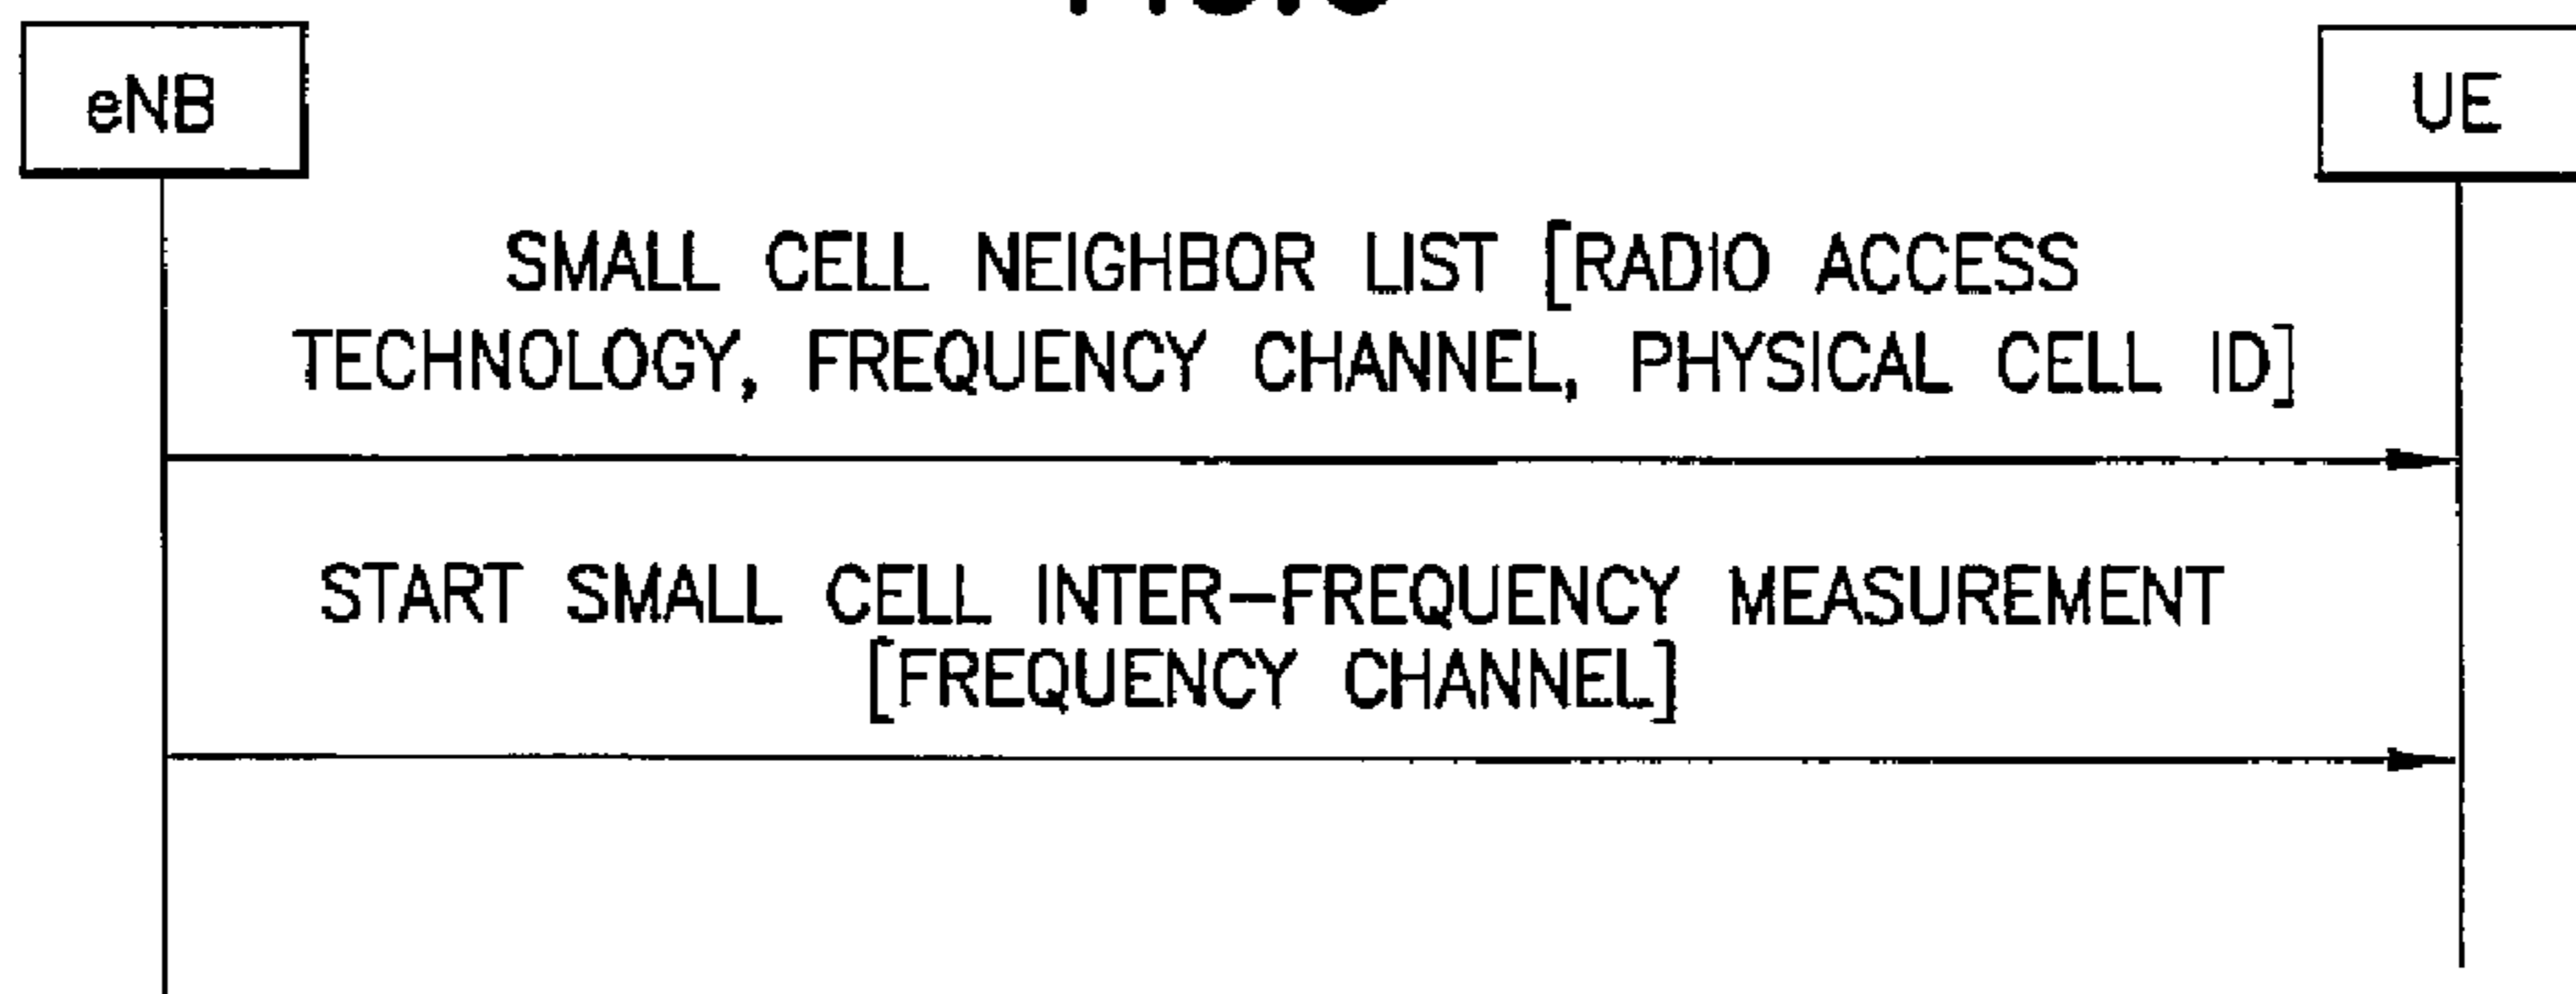 eNB
UE
SMALL CELL NEIGHBOR LIST [RADIO ACCESS
TECHNOLOGY, FREQUENCY CHANNEL, PHYSICAL CELL ID]
START SMALL CELL INTER-FREQUENCY MEASUREMENT
[FREQUENCY CHANNEL]